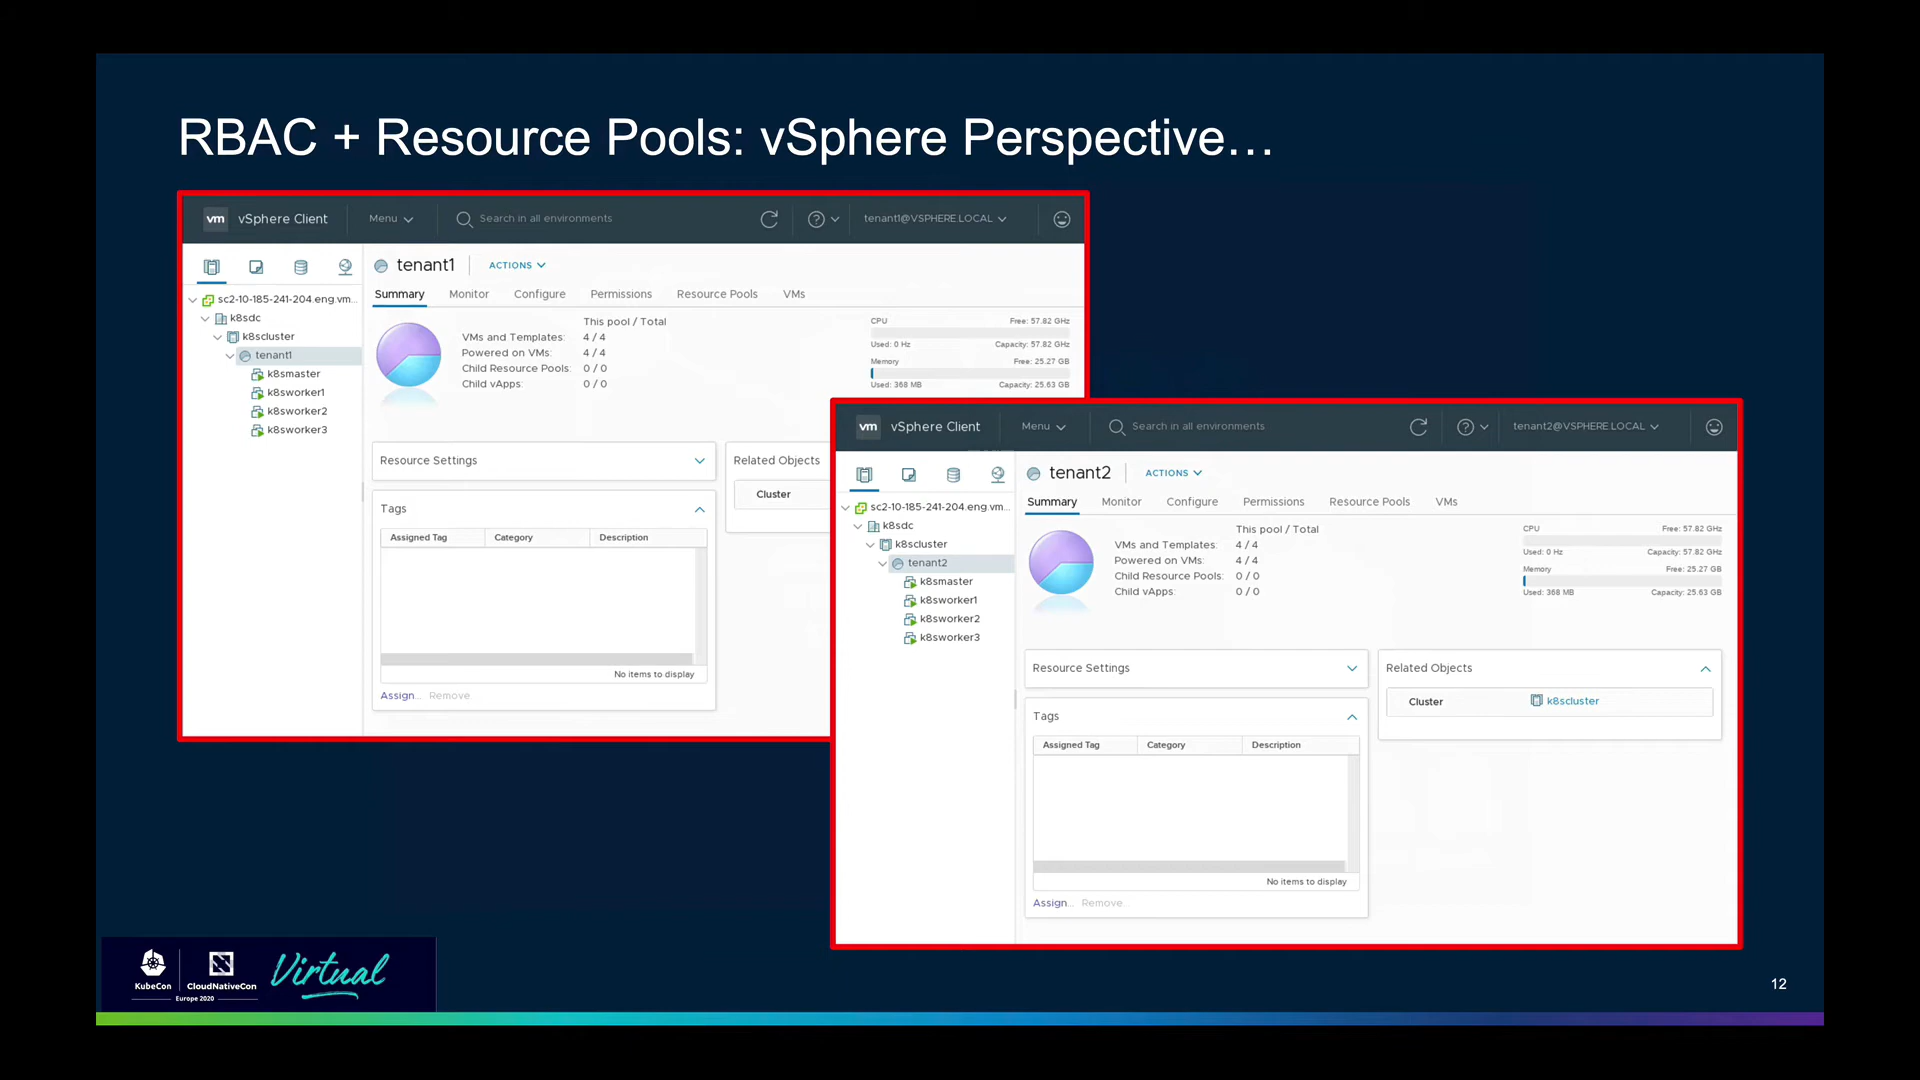 RBAC + Resource Pools: vSphere Perspective…
vm vSphere Client Menu Search in all environments tenant1@VSPHERE.LOCAL
tenant1 ACTIONS
Summary Monitor Configure Permissions Resource Pools VMs
sc2-10-185-241-204.eng.vm...
k8sdc
k8scluster
tenant1
k8smaster
k8sworker1
k8sworker2
k8sworker3
This pool / Total
VMs and Templates: 4 / 4
Powered on VMs: 4 / 4
Child Resource Pools: 0 / 0
Child vApps: 0 / 0
CPU Free: 57.82 GHz
Used: 0 Hz Capacity: 57.82 GHz
Memory Free: 25.27 GB
Used: 368 MB Capacity: 25.63 GB
Resource Settings
Related Objects
Cluster
Tags
Assigned Tag Category Description
No items to display
Assign... Remove...
vm vSphere Client Menu Search in all environments tenant2@VSPHERE.LOCAL
tenant2 ACTIONS
Summary Monitor Configure Permissions Resource Pools VMs
sc2-10-185-241-204.eng.vm...
k8sdc
k8scluster
tenant2
k8smaster
k8sworker1
k8sworker2
k8sworker3
This pool / Total
VMs and Templates: 4 / 4
Powered on VMs: 4 / 4
Child Resource Pools: 0 / 0
Child vApps: 0 / 0
CPU Free: 57.82 GHz
Used: 0 Hz Capacity: 57.82 GHz
Memory Free: 25.27 GB
Used: 368 MB Capacity: 25.63 GB
Resource Settings
Related Objects
Cluster k8scluster
Tags
Assigned Tag Category Description
No items to display
Assign... Remove...
KubeCon CloudNativeCon
Europe 2020
Virtual
12